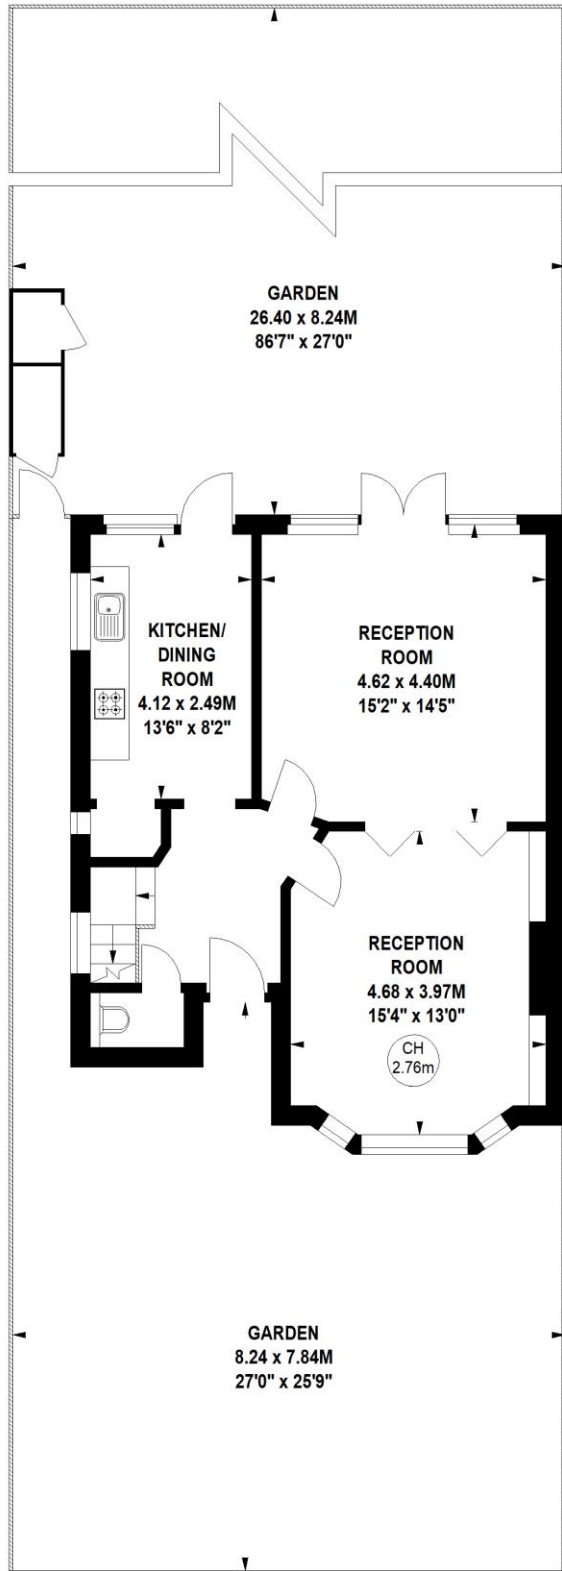 GARDEN
26.40 x 8.24M
86'7" x 27'0"
KITCHEN/
DINING
ROOM
4.12 x 2.49M
13'6" x 8'2"
RECEPTION
ROOM
4.62 x 4.40M
15'2" x 14'5"
RECEPTION
ROOM
4.68 x 3.97M
15'4" x 13'0"
CH
2.76m
GARDEN
8.24 x 7.84M
27'0" x 25'9"